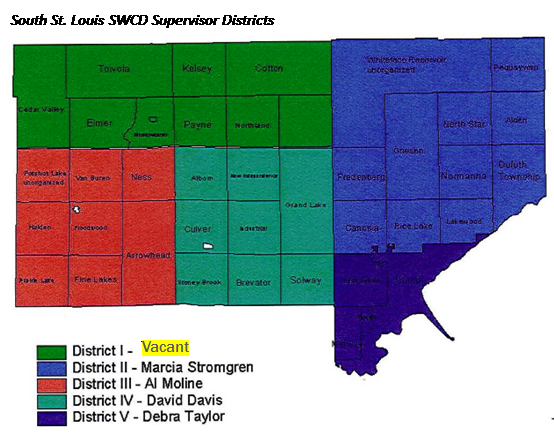 South St. Louis SWCD Supervisor Districts
Whiteface Reservoir
unorganized
Pequaywan
Toivola
Kelsey
Cotton
Cedar Valley
Elmer
Payne
Northland
North Star
Alden
Gnesen
Potshot Lake
unorganized
Van Buren
Ness
Alborn
New Independence
Fredenberg
Normanna
Duluth
Township
Grand Lake
Halden
Floodwood
Culver
Industrial
Canosia
Rice Lake
Lakewood
Arrowhead
Prairie Lake
Fine Lakes
Stoney Brook
Brevator
Solway
District I - Vacant
District II - Marcia Stromgren
District III - Al Moline
District IV - David Davis
District V - Debra Taylor